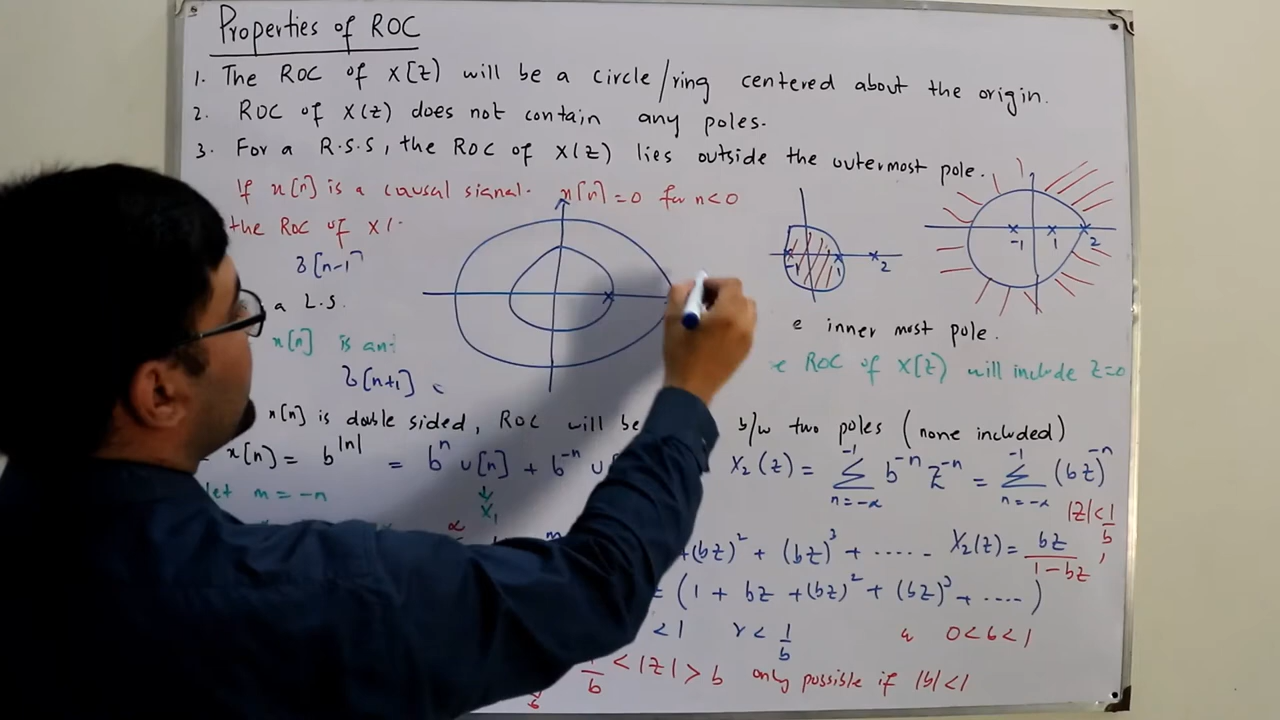 Properties of ROC
1. The ROC of X[Z) will be a circle/ring centered about the origin.
2. ROC of X(Z) does not contain any poles.
3. For a R.S.S, the ROC of X(Z) lies outside the outermost pole.
If x[n] is a causal signal. x[n] = 0 for n<0
the ROC of X(
-1 1 2
-1 1 2
δ[n-1]
a L.S.
e inner most pole.
x[n] is an
ROC of X[Z) will include Z=0
δ[n+1]
x[n] is double sided, ROC will be b/w two poles (none included)
x[n] = b^|n| = b^n u[n] + b^-n u[
X₂(Z) = Σ_{n=-α}^{-1} b^-n Z^-n = Σ_{n=-α}^{-1} (bZ)^-n
let m = -n
X₁
|Z| < 1/b
α
m
+(bZ)² + (bZ)³ + ...... X₂(Z) = bZ/(1-bZ) ,
(1 + bZ + (bZ)² + (bZ)³ + ....)
<1 r < 1/b & 0<b<1
1/b < |Z| > b only possible if |b|<1